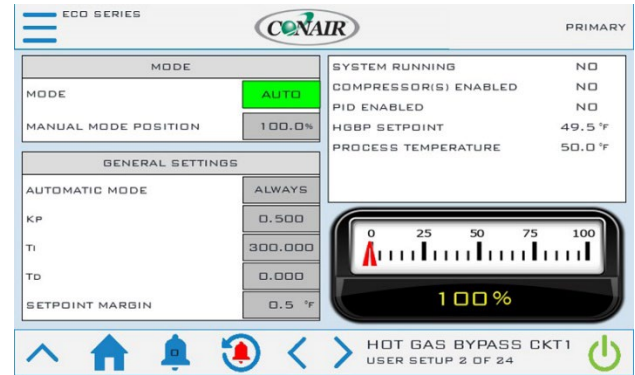 ECO SERIES
CONAIR
PRIMARY
MODE
MODE AUTO
MANUAL MODE POSITION 100.0%
GENERAL SETTINGS
AUTOMATIC MODE ALWAYS
KP 0.500
TI 300.000
TD 0.000
SETPOINT MARGIN 0.5 °F
SYSTEM RUNNING NO
COMPRESSOR(S) ENABLED NO
PID ENABLED NO
HGBP SETPOINT 49.5 °F
PROCESS TEMPERATURE 50.0 °F
0 25 50 75 100
100%
0
HOT GAS BYPASS CKT1
USER SETUP 2 OF 24